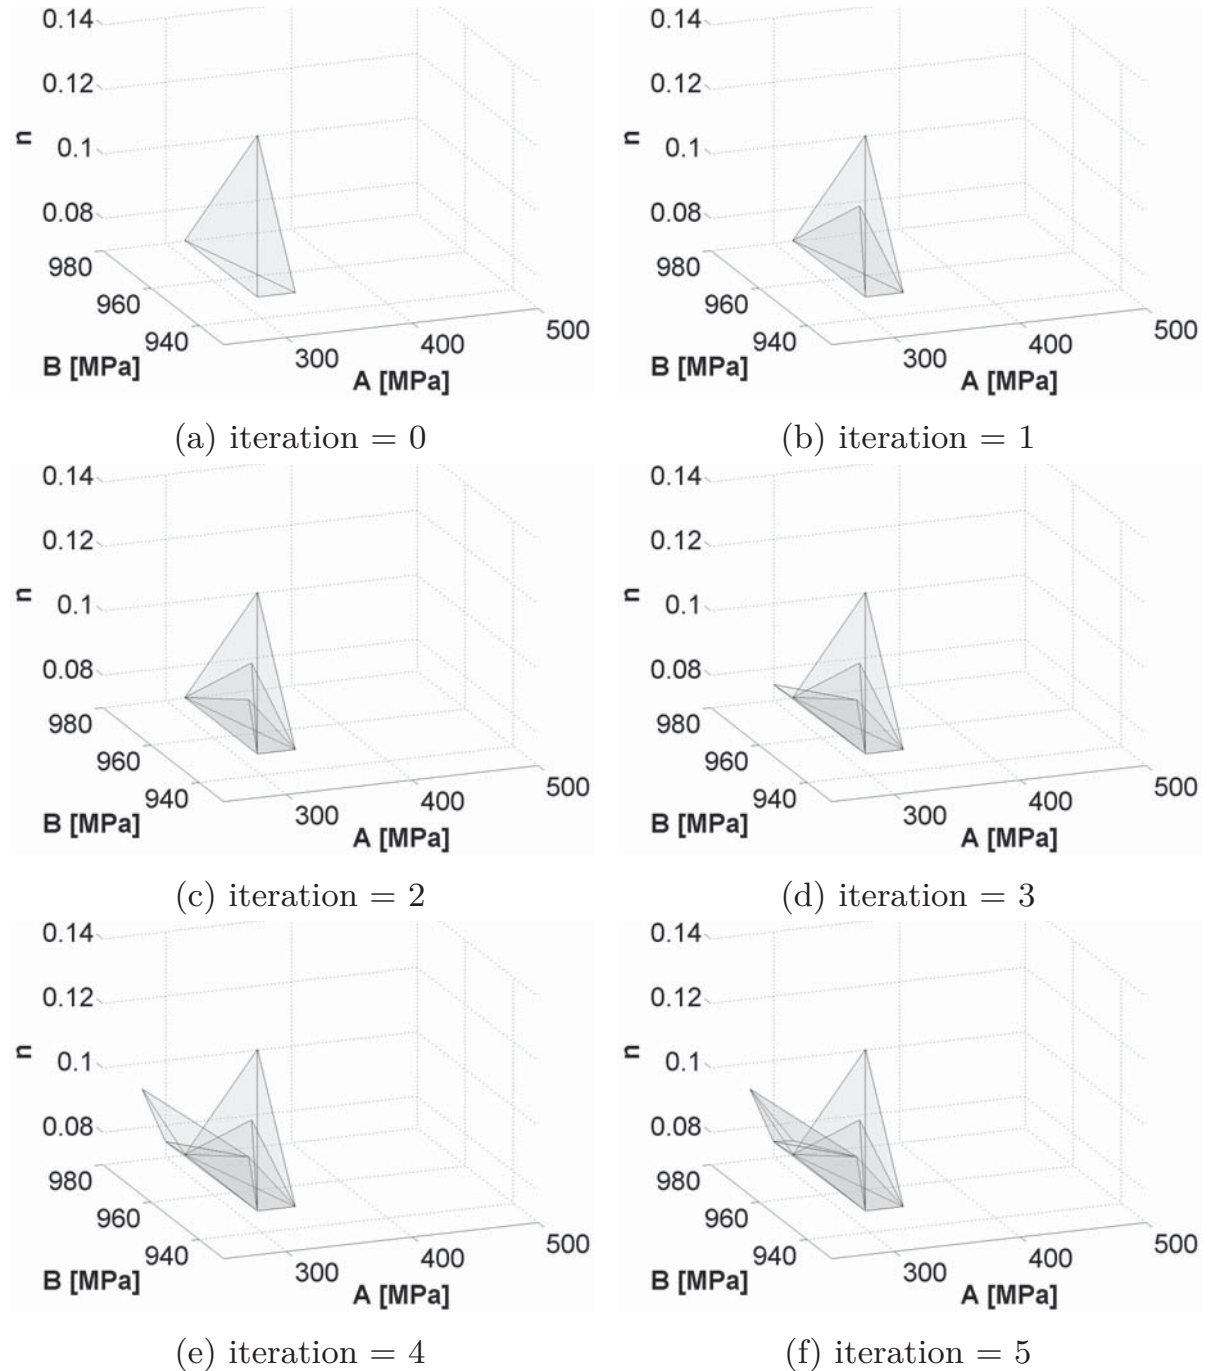 0.14
0.12
0.1
0.08
n
980
960
940
B [MPa]
300
400
500
A [MPa]
(a) iteration = 0
0.14
0.12
0.1
0.08
n
980
960
940
B [MPa]
300
400
500
A [MPa]
(b) iteration = 1
0.14
0.12
0.1
0.08
n
980
960
940
B [MPa]
300
400
500
A [MPa]
(c) iteration = 2
0.14
0.12
0.1
0.08
n
980
960
940
B [MPa]
300
400
500
A [MPa]
(d) iteration = 3
0.14
0.12
0.1
0.08
n
980
960
940
B [MPa]
300
400
500
A [MPa]
(e) iteration = 4
0.14
0.12
0.1
0.08
n
980
960
940
B [MPa]
300
400
500
A [MPa]
(f) iteration = 5